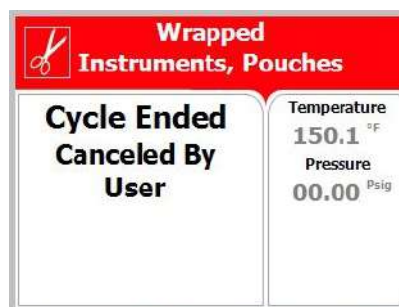 Wrapped
Instruments, Pouches
Cycle Ended
Canceled By
User
Temperature
150.1 °F
Pressure
00.00 Psig